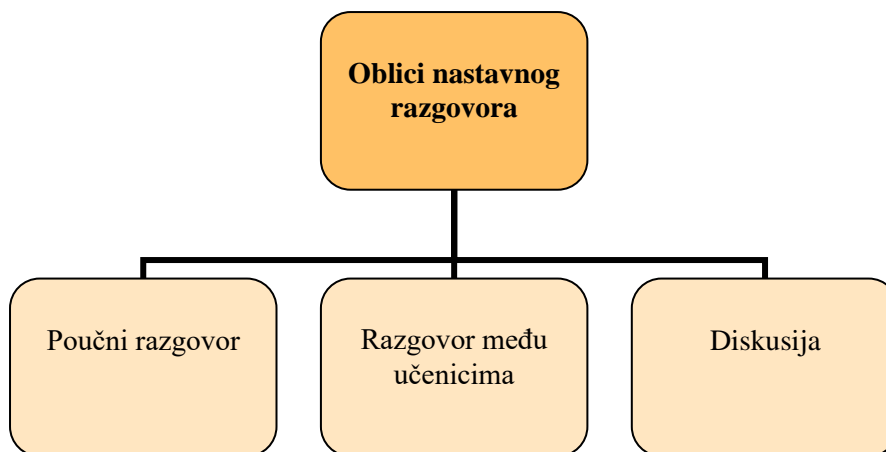 Oblici nastavnog
razgovora
Poučni razgovor
Razgovor među
učenicima
Diskusija